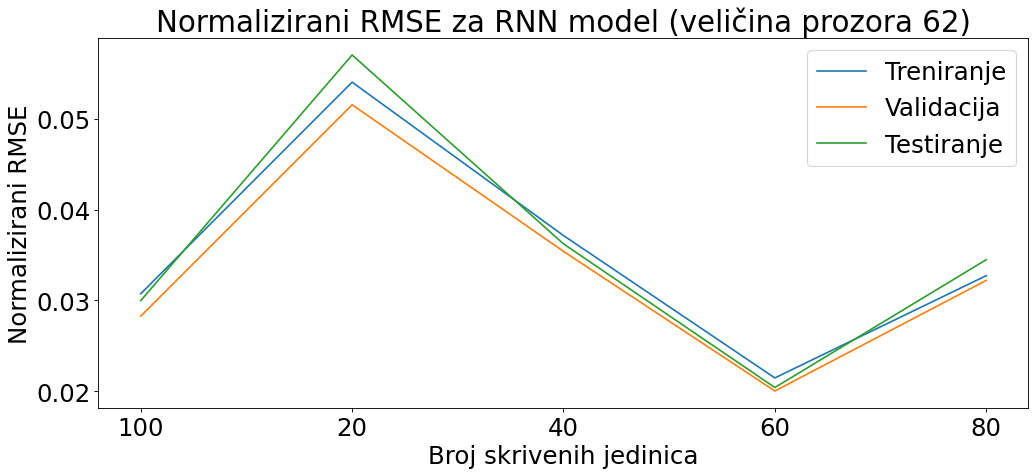 Normalizirani RMSE za RNN model (veličina prozora 62)
Treniranje
Validacija
Testiranje
Normalizirani RMSE
0.05
0.04
0.03
0.02
100 20 40 60 80
Broj skrivenih jedinica